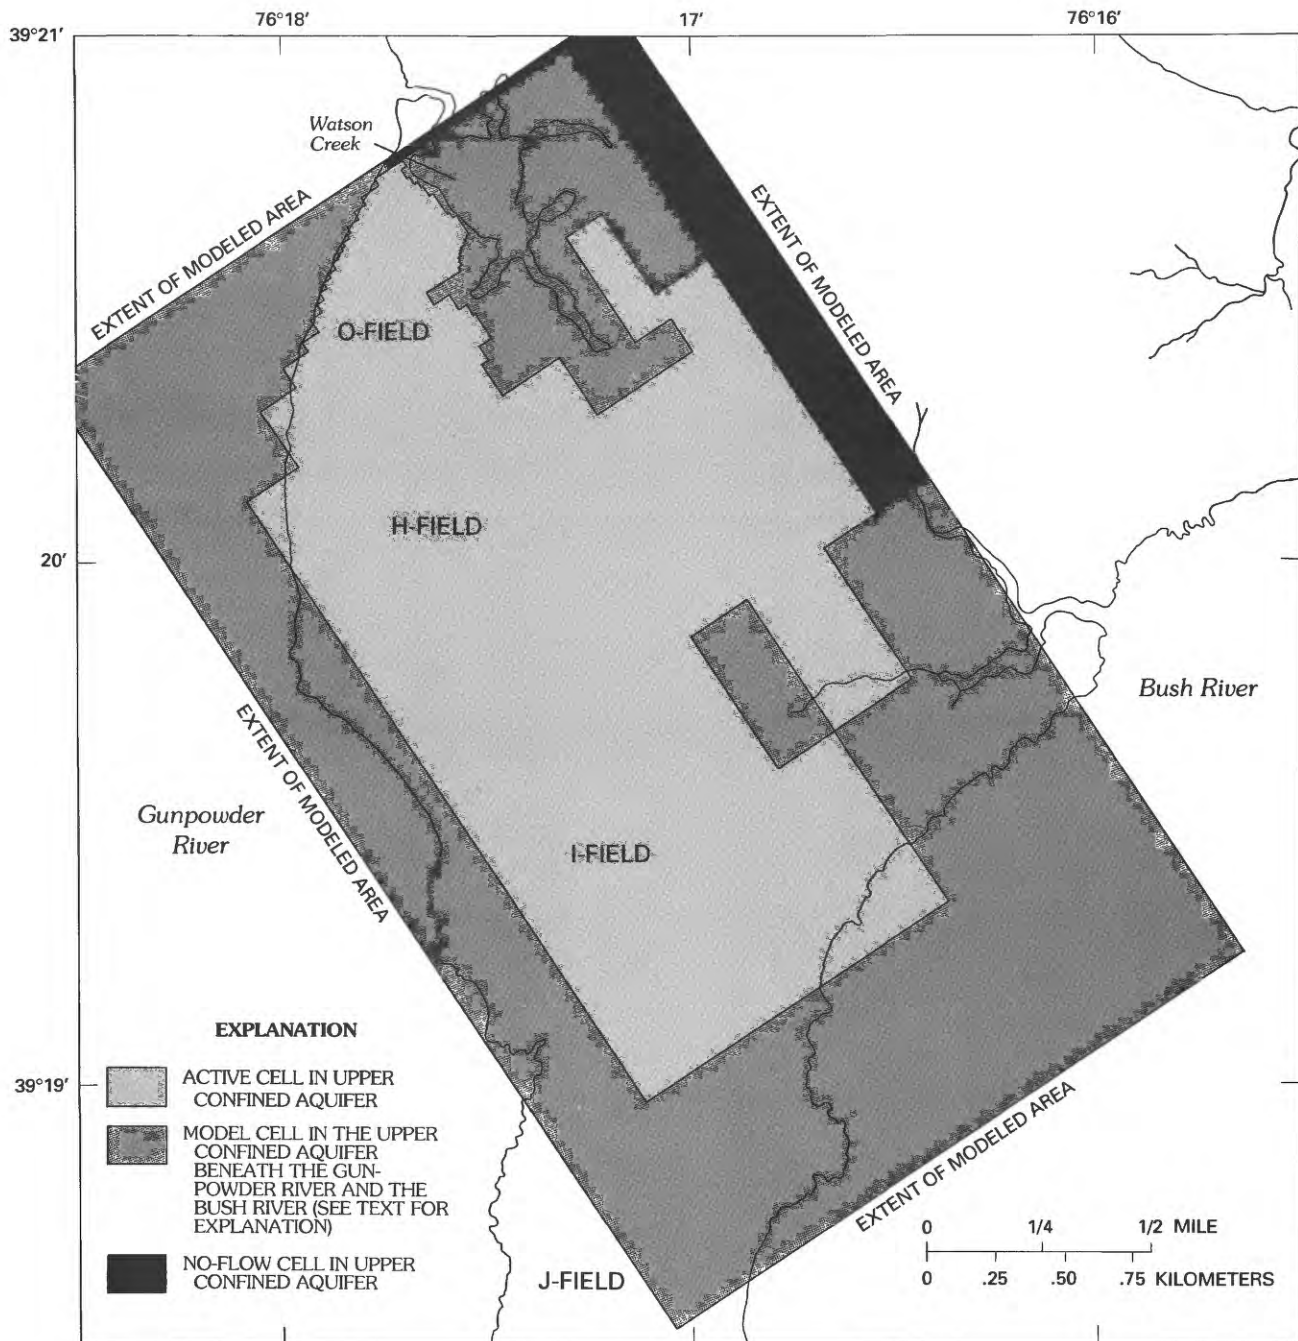 76°18′
17′
76°16′
39°21′
Watson
Creek
EXTENT OF MODELED AREA
EXTENT OF MODELED AREA
O-FIELD
H-FIELD
20′
Bush River
EXTENT OF MODELED AREA
Gunpowder
River
I-FIELD
EXPLANATION
39°19′
ACTIVE CELL IN UPPER
CONFINED AQUIFER
MODEL CELL IN THE UPPER
CONFINED AQUIFER
BENEATH THE GUN-
POWDER RIVER AND THE
BUSH RIVER (SEE TEXT FOR
EXPLANATION)
NO-FLOW CELL IN UPPER
CONFINED AQUIFER
EXTENT OF MODELED AREA
J-FIELD
0 1/4 1/2 MILE
0 .25 .50 .75 KILOMETERS